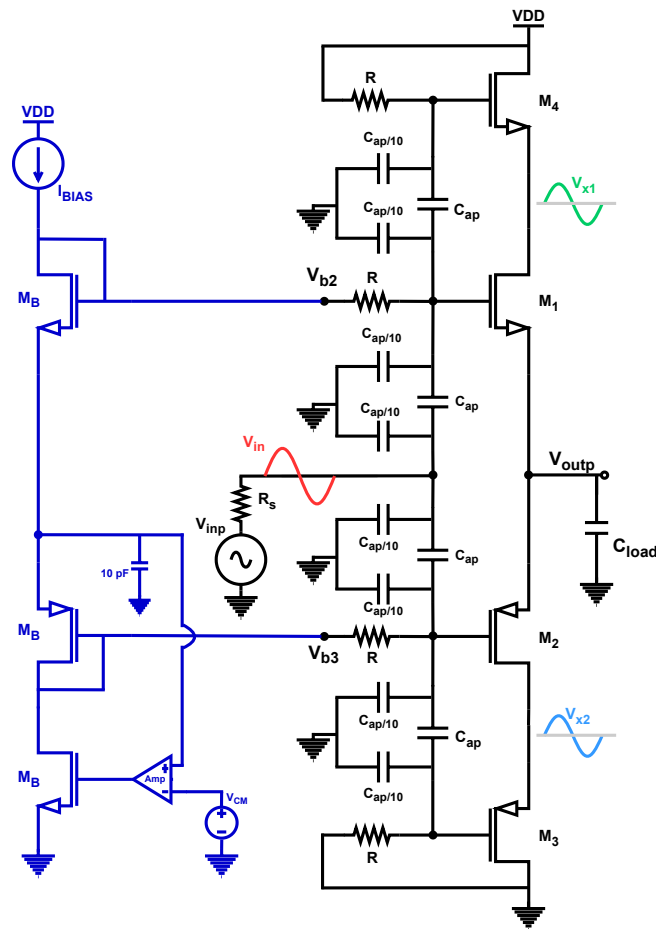 VDD
R
M4
VDD
Cap/10
IBIAS
Cap/10
Cap
Vx1
MB
Vb2
R
M1
Cap/10
Cap/10
Cap
Vin
Voutp
Rs
Vinp
Cap/10
Cap
Cload
10 pF
Cap/10
MB
Vb3
R
M2
Cap/10
Vx2
Cap
MB
Amp
VCM
Cap/10
R
M3